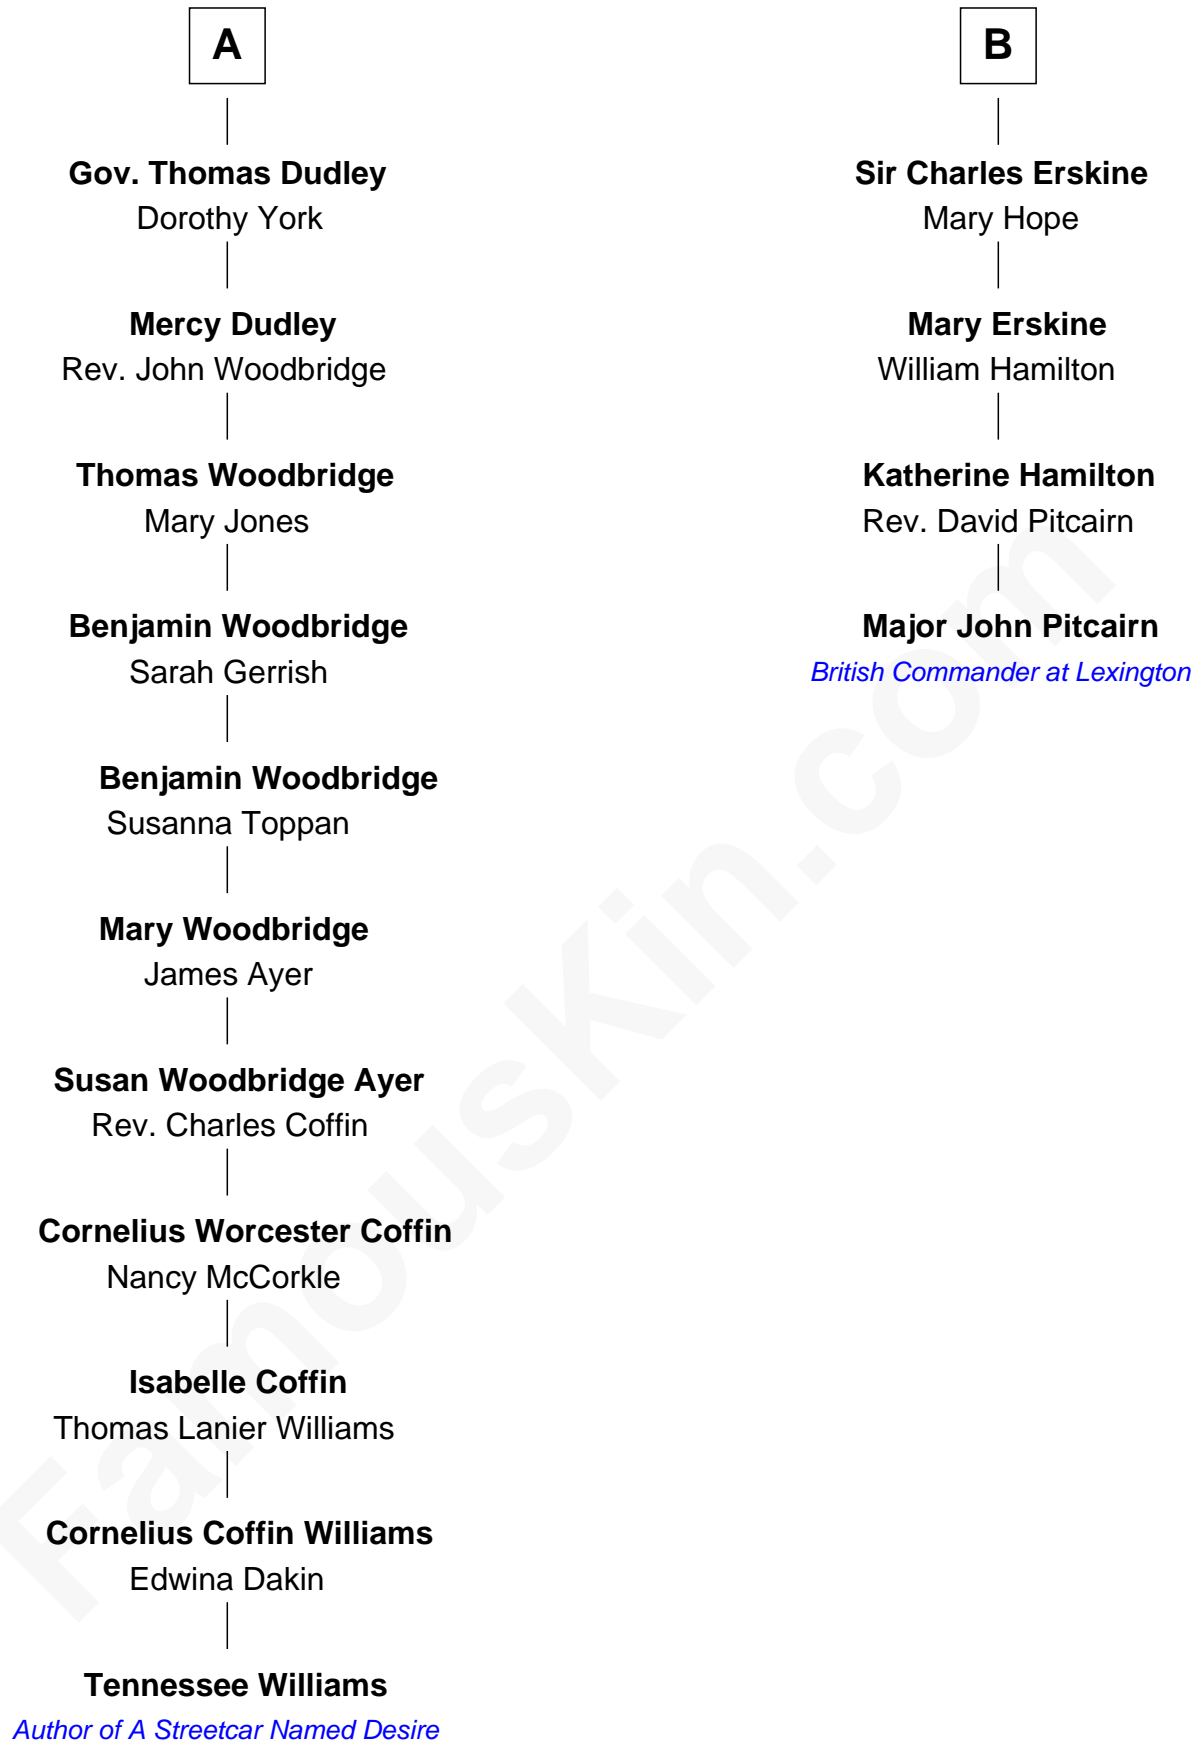 A
Gov. Thomas Dudley
Dorothy York
Mercy Dudley
Rev. John Woodbridge
Thomas Woodbridge
Mary Jones
Benjamin Woodbridge
Sarah Gerrish
Benjamin Woodbridge
Susanna Toppan
Mary Woodbridge
James Ayer
Susan Woodbridge Ayer
Rev. Charles Coffin
Cornelius Worcester Coffin
Nancy McCorkle
Isabelle Coffin
Thomas Lanier Williams
Cornelius Coffin Williams
Edwina Dakin
Tennessee Williams
Author of A Streetcar Named Desire
B
Sir Charles Erskine
Mary Hope
Mary Erskine
William Hamilton
Katherine Hamilton
Rev. David Pitcairn
Major John Pitcairn
British Commander at Lexington
FamousKin.com